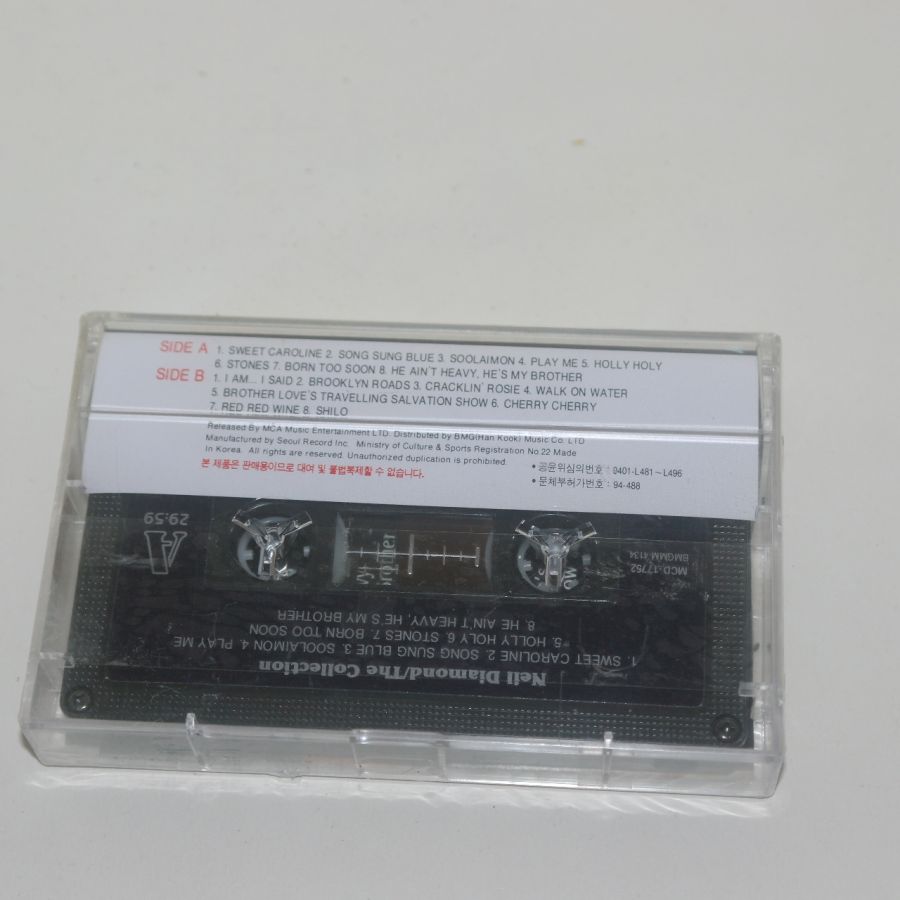 SIDE A 1. SWEET CAROLINE 2. SONG SUNG BLUE 3. SOOLAIMON 4. PLAY ME 5. HOLLY HOLY
6. STONES 7. BORN TOO SOON 8. HE AIN'T HEAVY, HE'S MY BROTHER
SIDE B 1. I AM... I SAID 2. BROOKLYN ROADS 3. CRACKLIN' ROSIE 4. WALK ON WATER
5. BROTHER LOVE'S TRAVELLING SALVATION SHOW 6. CHERRY CHERRY
7. RED RED WINE 8. SHILO
Released By MCA Music Entertainment LTD. Distributed by BMG(Han Kook) Music Co. LTD
Manufactured by Seoul Record Inc. Ministry of Culture & Sports Registration No.22 Made
In Korea. All rights are reserved. Unauthorized duplication is prohibited.
본 제품은 판매용이므로 대여 및 불법복제할 수 없습니다.
• 공윤위심의번호 : 9401-L481~L496
• 문체부허가번호 : 94-488
Neil Diamond/The Collection
1. SWEET CAROLINE 2. SONG SUNG BLUE 3. SOOLAIMON 4. PLAY ME
5. HOLLY HOLY 6. STONES 7. BORN TOO SOON
8. HE AIN'T HEAVY, HE'S MY BROTHER
MCD-17752
BMGMM 4134
A
29:59